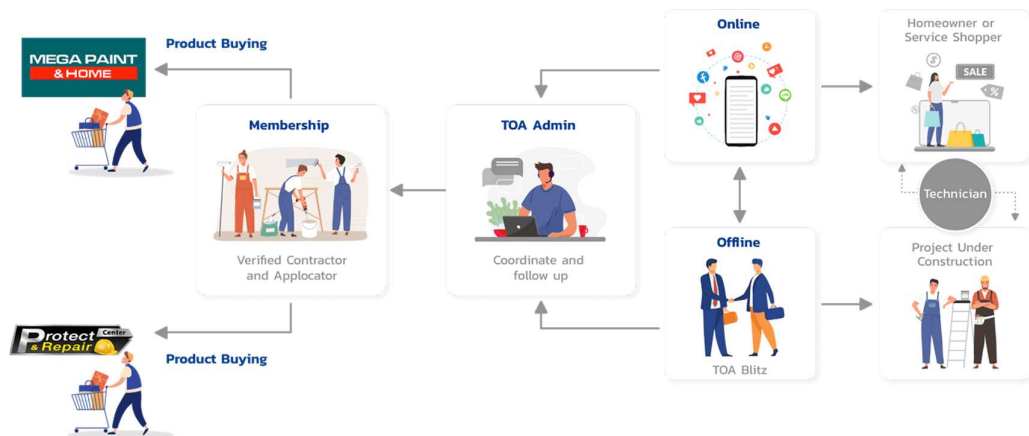 MEGA PAINT
& HOME
Product Buying
Membership
Verified Contractor
and Applocator
TOA Admin
Coordinate and
follow up
Online
Homeowner or
Service Shopper
SALE
$
%
Technician
Offline
TOA Blitz
Project Under
Construction
Protect Center
& Repair
Product Buying